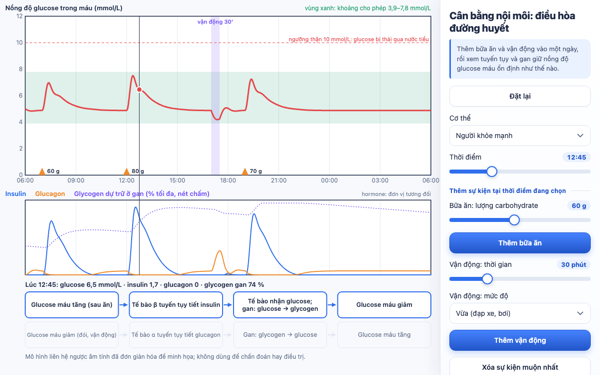 Nồng độ glucose trong máu (mmol/L)
vùng xanh: khoảng cho phép 3,9–7,8 mmol/L
12
10
8
6
4
2
0
vận động 30'
ngưỡng thận 10 mmol/L: glucose bị thải qua nước tiểu
60 g
80 g
70 g
06:00
09:00
12:00
15:00
18:00
21:00
00:00
03:00
06:00
Insulin
Glucagon
Glycogen dự trữ ở gan (% tối đa, nét chấm)
hormone: đơn vị tương đối
Lúc 12:45: glucose 6,5 mmol/L · insulin 1,7 · glucagon 0 · glycogen gan 74 %
Glucose máu tăng (sau ăn)
Tế bào β tuyến tụy tiết insulin
Tế bào nhận glucose;
gan: glucose → glycogen
Glucose máu giảm
Glucose máu giảm (đói, vận động)
Tế bào α tuyến tụy tiết glucagon
Gan: glycogen → glucose
Glucose máu tăng
Mô hình liên hệ ngược âm tính đã đơn giản hóa để minh họa; không dùng để chẩn đoán hay điều trị.
Cân bằng nội môi: điều hòa
đường huyết
Thêm bữa ăn và vận động vào một ngày,
rồi xem tuyến tụy và gan giữ nồng độ
glucose máu ổn định như thế nào.
Đặt lại
Cơ thể
Người khỏe mạnh
Thời điểm
12:45
Thêm sự kiện tại thời điểm đang chọn
Bữa ăn: lượng carbohydrate
60 g
Thêm bữa ăn
Vận động: thời gian
30 phút
Vận động: mức độ
Vừa (đạp xe, bơi)
Thêm vận động
Xóa sự kiện muộn nhất